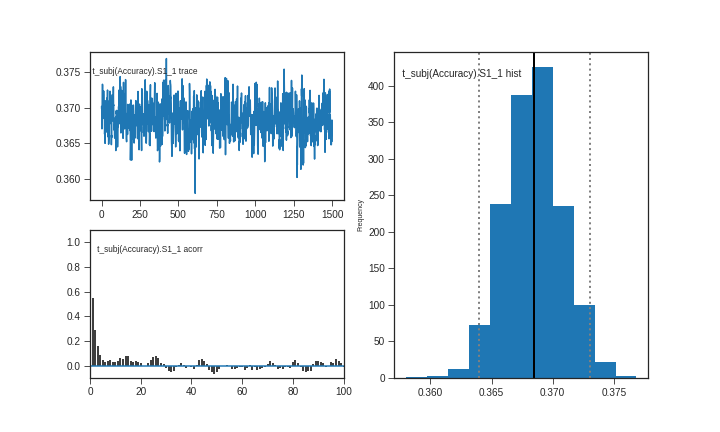 t_subj(Accuracy).S1_1 trace
0.375
0.370
0.365
0.360
0 250 500 750 1000 1250 1500
t_subj(Accuracy).S1_1 acorr
1.0
0.8
0.6
0.4
0.2
0.0
0 20 40 60 80 100
t_subj(Accuracy).S1_1 hist
Frequency
400
350
300
250
200
150
100
50
0
0.360 0.365 0.370 0.375